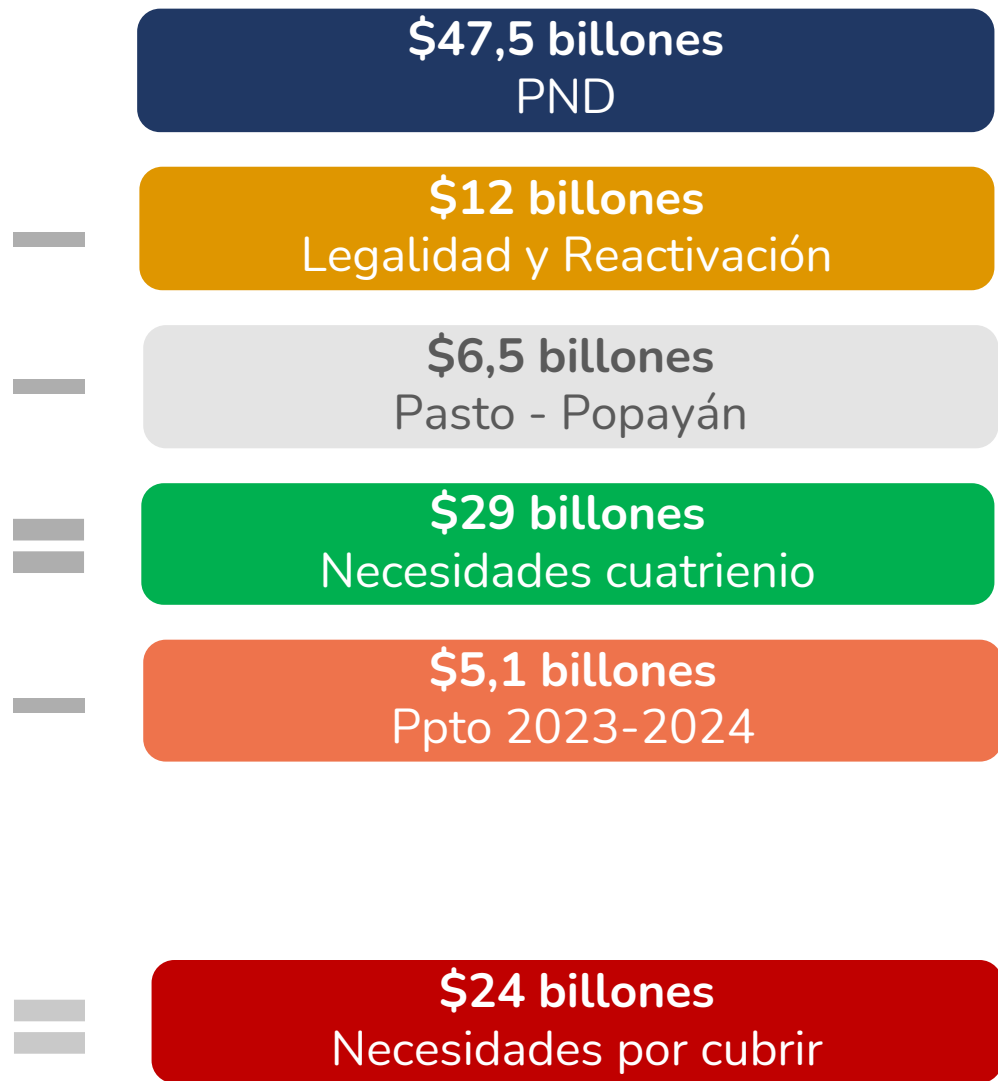 $47,5 billones
PND
$12 billones
Legalidad y Reactivación
$6,5 billones
Pasto - Popayán
$29 billones
Necesidades cuatrienio
$5,1 billones
Ppto 2023-2024
$24 billones
Necesidades por cubrir